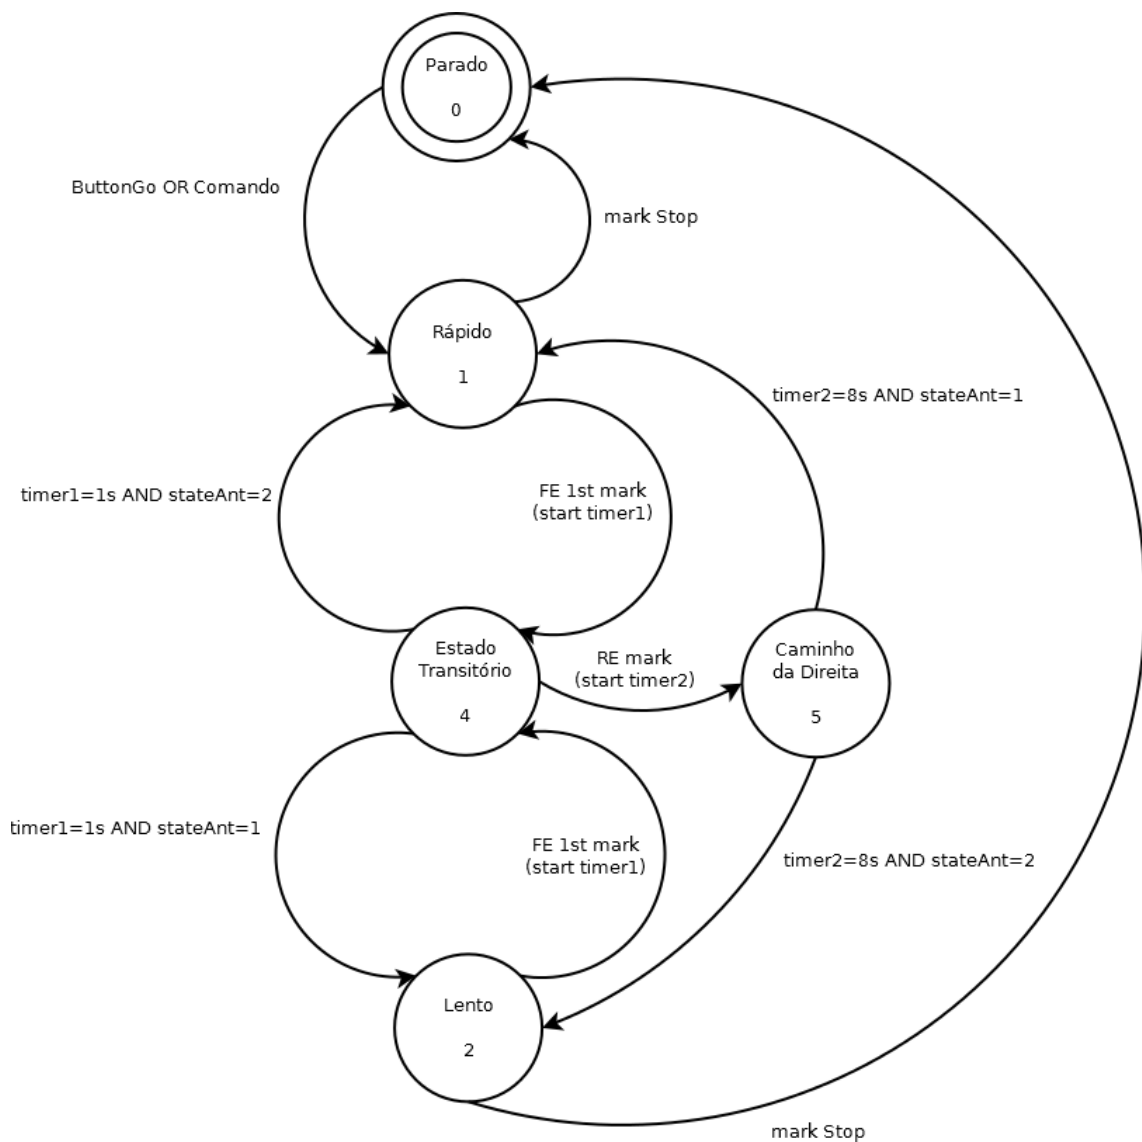 Parado
0
ButtonGo OR Comando
mark Stop
Rápido
1
timer2=8s AND stateAnt=1
timer1=1s AND stateAnt=2
FE 1st mark
(start timer1)
Estado
Transitório
4
RE mark
(start timer2)
Caminho
da Direita
5
timer1=1s AND stateAnt=1
FE 1st mark
(start timer1)
timer2=8s AND stateAnt=2
Lento
2
mark Stop